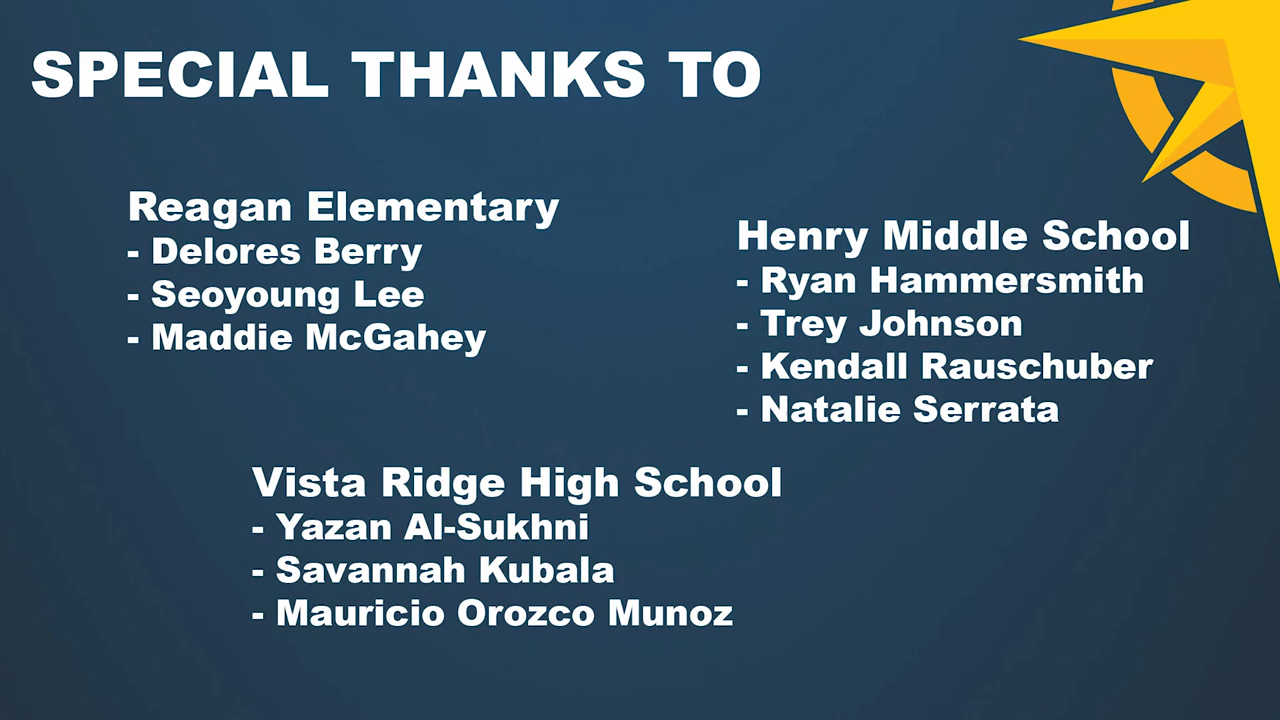 SPECIAL THANKS TO
Reagan Elementary
- Delores Berry
- Seoyoung Lee
- Maddie McGahey
Henry Middle School
- Ryan Hammersmith
- Trey Johnson
- Kendall Rauschuber
- Natalie Serrata
Vista Ridge High School
- Yazan Al-Sukhni
- Savannah Kubala
- Mauricio Orozco Munoz